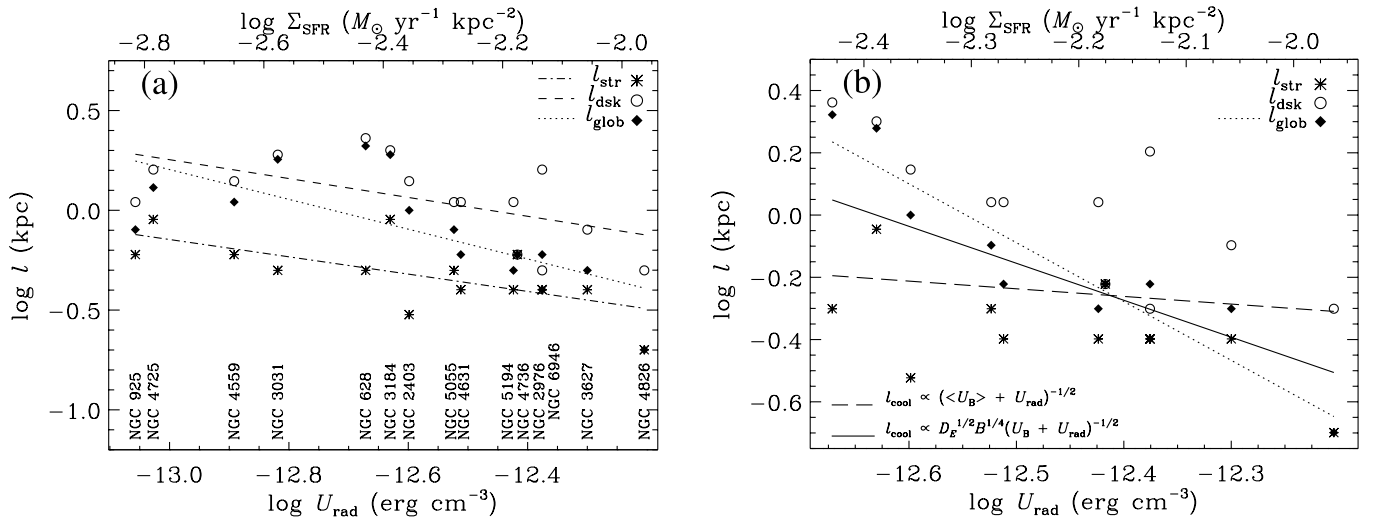 log Σ_SFR (M_⊙ yr⁻¹ kpc⁻²)
−2.8 −2.6 −2.4 −2.2 −2.0
(a)
l_str
l_dsk
l_glob
0.5
0.0
−0.5
−1.0
log l (kpc)
NGC 925
NGC 4725
NGC 4559
NGC 3031
NGC 628
NGC 3184
NGC 2403
NGC 5055
NGC 4631
NGC 5194
NGC 4736
NGC 2976
NGC 6946
NGC 3627
NGC 4826
−13.0 −12.8 −12.6 −12.4
log U_rad (erg cm⁻³)
log Σ_SFR (M_⊙ yr⁻¹ kpc⁻²)
−2.4 −2.3 −2.2 −2.1 −2.0
(b)
l_str
l_dsk
l_glob
0.4
0.2
0.0
−0.2
−0.4
−0.6
log l (kpc)
l_cool ∝ (<U_B> + U_rad)^−1/2
l_cool ∝ D_E^1/2 B^1/4 (U_B + U_rad)^−1/2
−12.6 −12.5 −12.4 −12.3
log U_rad (erg cm⁻³)